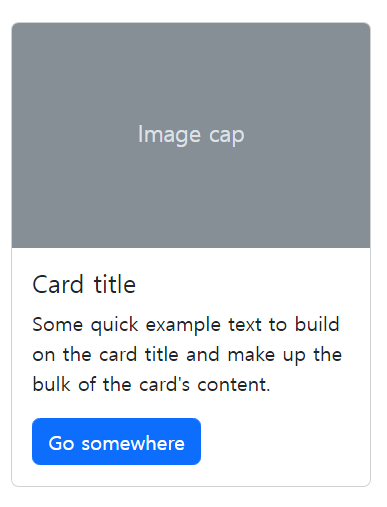 Image cap
Card title
Some quick example text to build
on the card title and make up the
bulk of the card's content.
Go somewhere